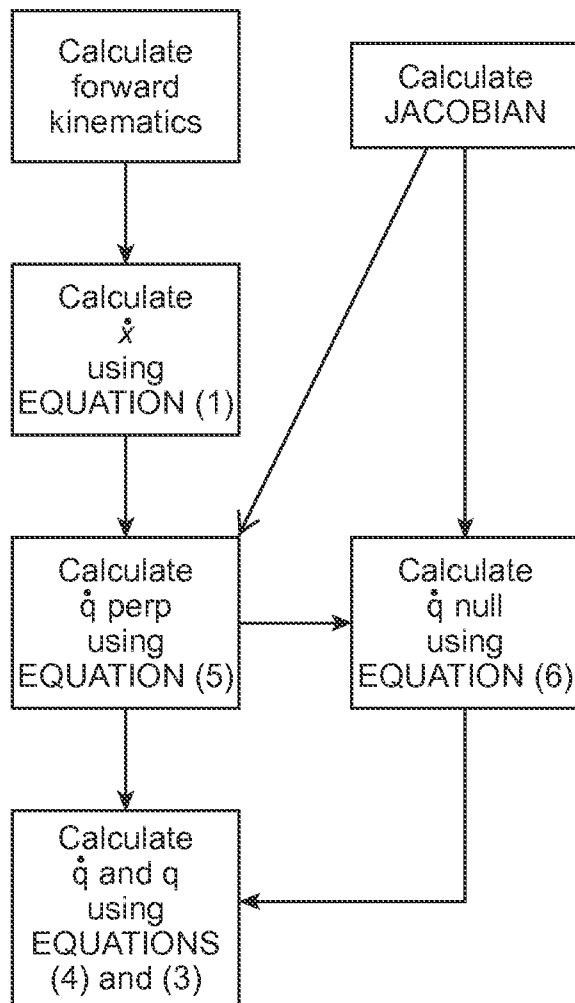 Calculate
forward
kinematics
Calculate
JACOBIAN
Calculate
ẋ
using
EQUATION (1)
Calculate
q̇ perp
using
EQUATION (5)
Calculate
q̇ null
using
EQUATION (6)
Calculate
q̇ and q
using
EQUATIONS
(4) and (3)